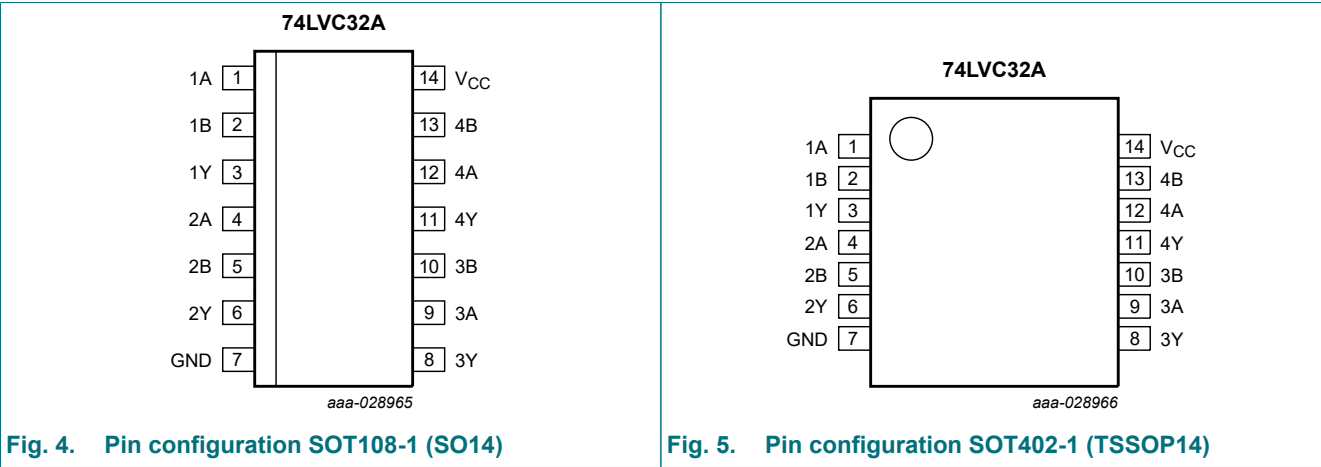 74LVC32A
1A 1 14 VCC
1B 2 13 4B
1Y 3 12 4A
2A 4 11 4Y
2B 5 10 3B
2Y 6 9 3A
GND 7 8 3Y
aaa-028965
Fig. 4. Pin configuration SOT108-1 (SO14)
74LVC32A
1A 1 14 VCC
1B 2 13 4B
1Y 3 12 4A
2A 4 11 4Y
2B 5 10 3B
2Y 6 9 3A
GND 7 8 3Y
aaa-028966
Fig. 5. Pin configuration SOT402-1 (TSSOP14)